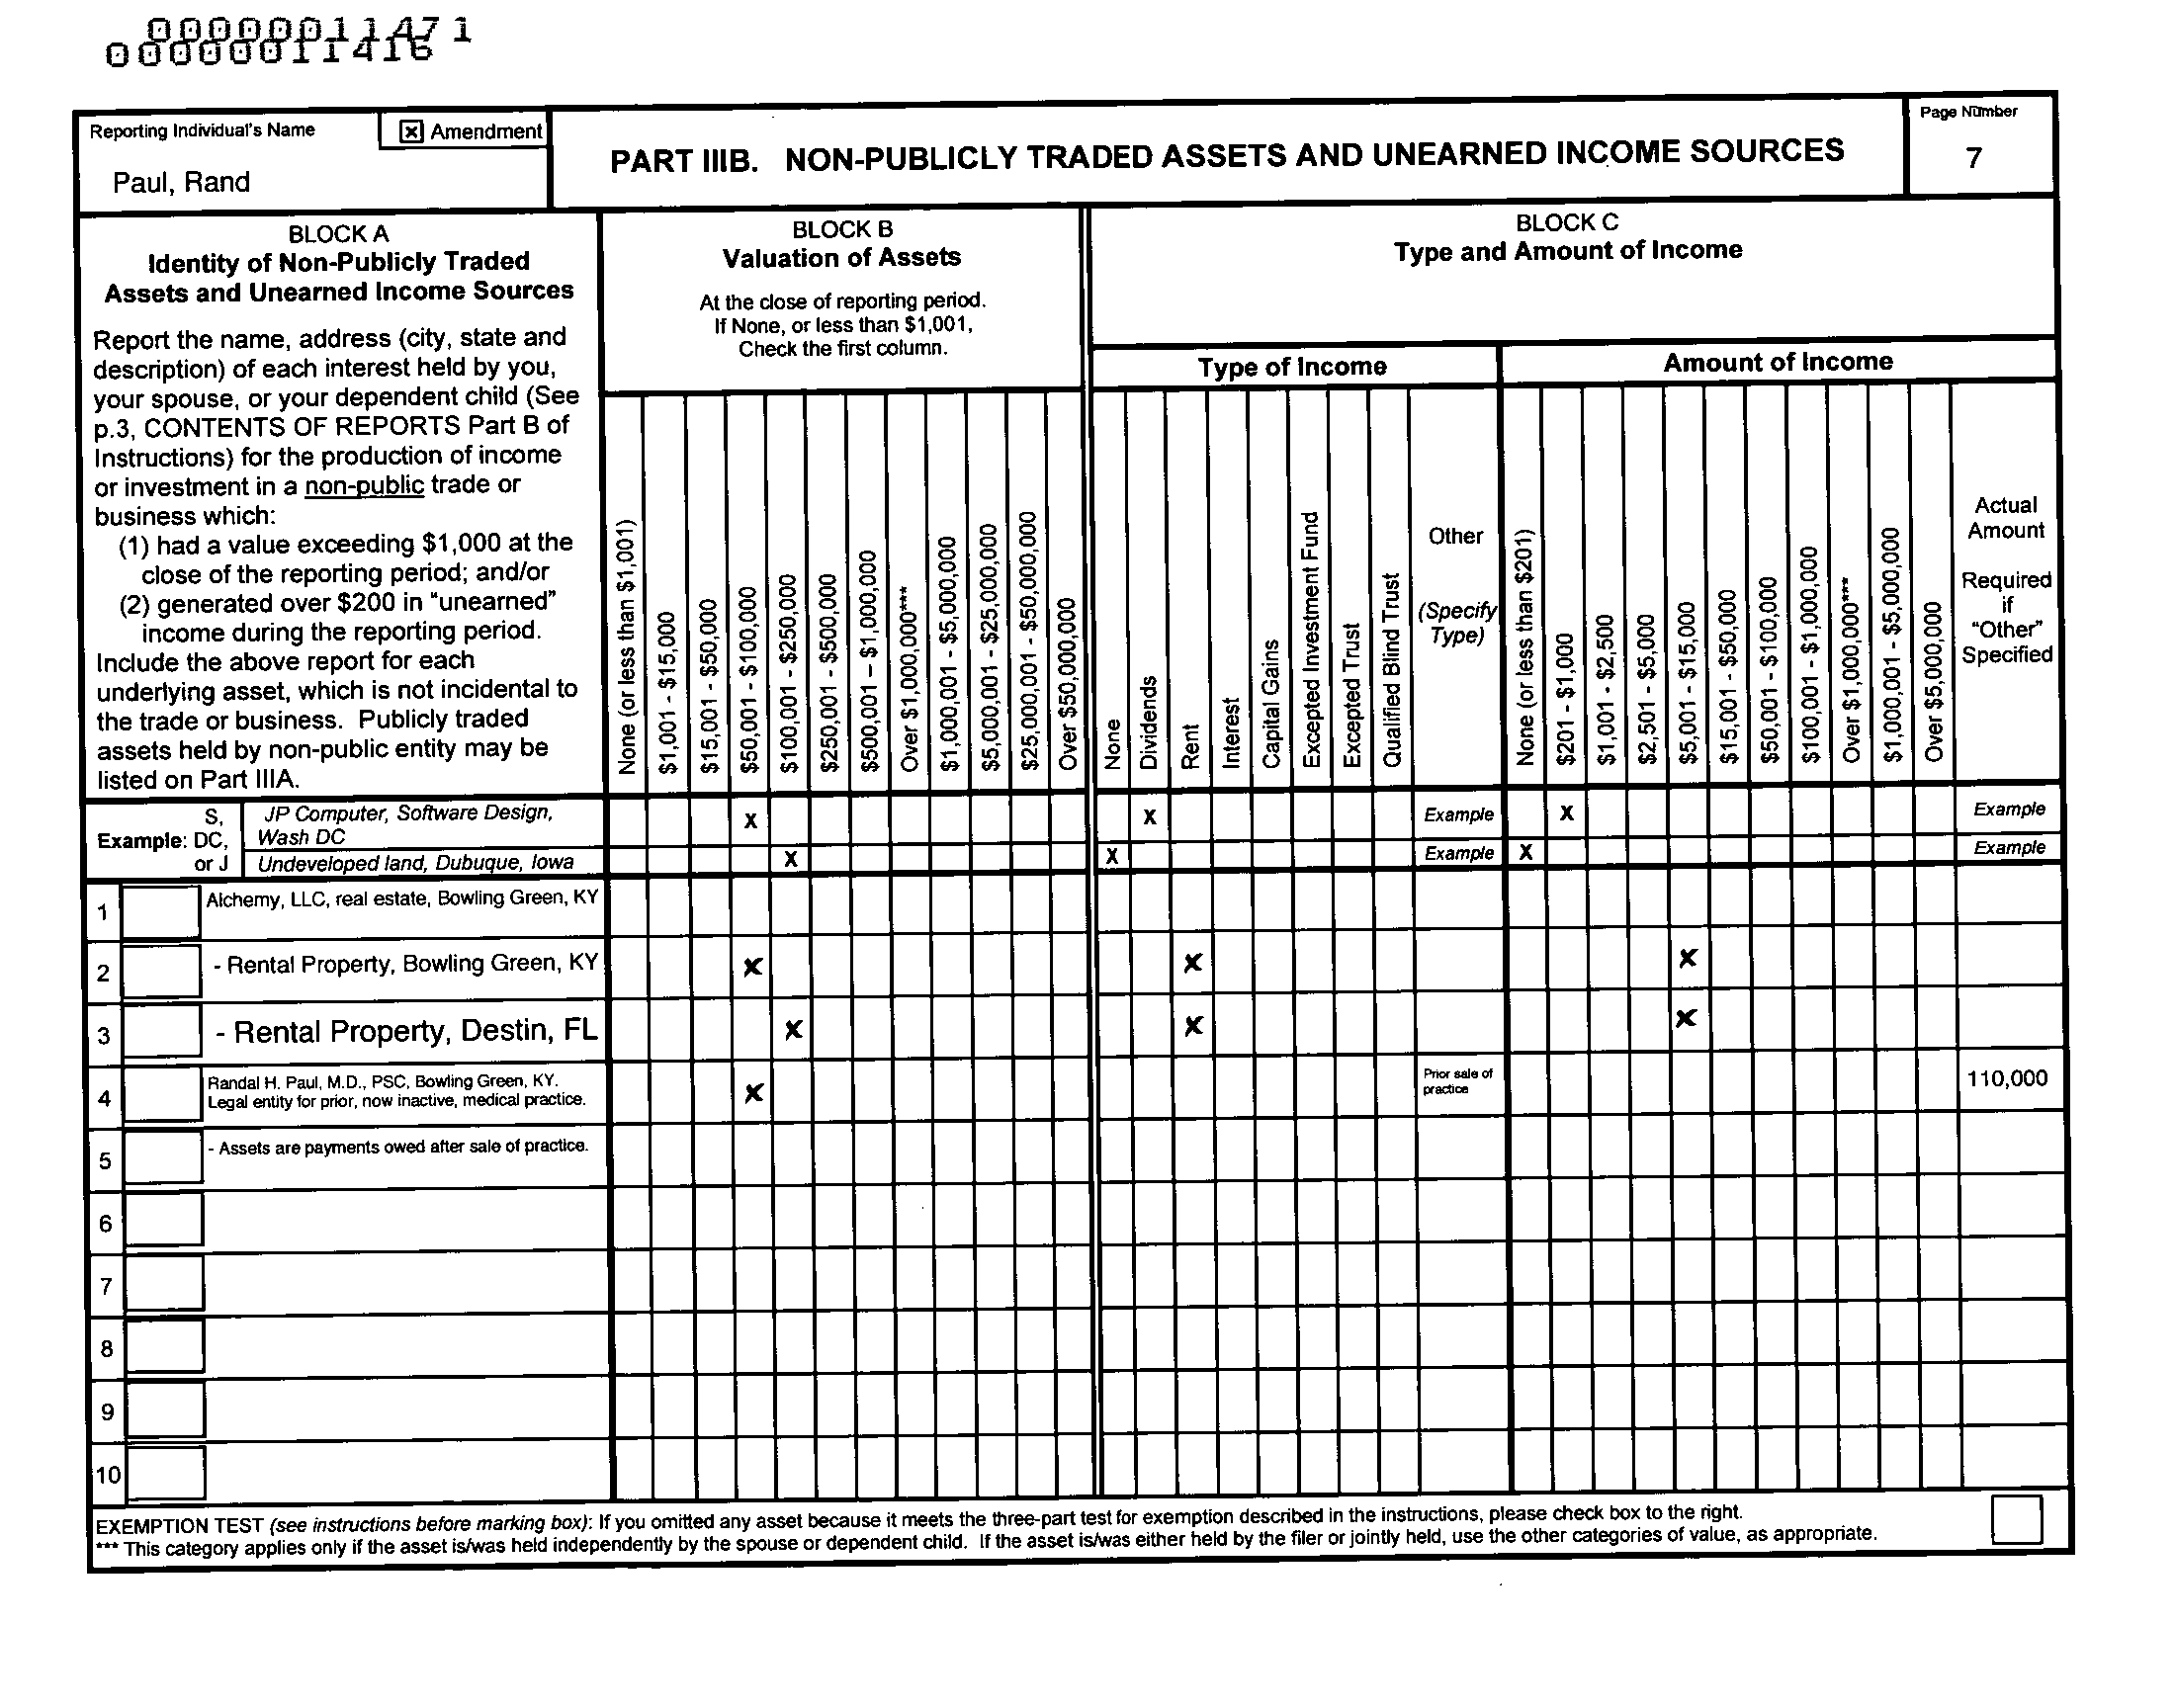 00000011471
00000011416
Reporting Individual's Name
x Amendment
Paul, Rand
PART IIIB. NON-PUBLICLY TRADED ASSETS AND UNEARNED INCOME SOURCES
Page Number
7
BLOCK A
Identity of Non-Publicly Traded
Assets and Unearned Income Sources
Report the name, address (city, state and
description) of each interest held by you,
your spouse, or your dependent child (See
p.3, CONTENTS OF REPORTS Part B of
Instructions) for the production of income
or investment in a non-public trade or
business which:
(1) had a value exceeding $1,000 at the
close of the reporting period; and/or
(2) generated over $200 in "unearned"
income during the reporting period.
Include the above report for each
underlying asset, which is not incidental to
the trade or business. Publicly traded
assets held by non-public entity may be
listed on Part IIIA.
BLOCK B
Valuation of Assets
At the close of reporting period.
If None, or less than $1,001,
Check the first column.
None (or less than $1,001)
$1,001 - $15,000
$15,001 - $50,000
$50,001 - $100,000
$100,001 - $250,000
$250,001 - $500,000
$500,001 – $1,000,000
Over $1,000,000***
$1,000,001 - $5,000,000
$5,000,001 - $25,000,000
$25,000,001 - $50,000,000
Over $50,000,000
BLOCK C
Type and Amount of Income
Type of Income
None
Dividends
Rent
Interest
Capital Gains
Excepted Investment Fund
Excepted Trust
Qualified Blind Trust
Other
(Specify
Type)
Amount of Income
None (or less than $201)
$201 - $1,000
$1,001 - $2,500
$2,501 - $5,000
$5,001 - $15,000
$15,001 - $50,000
$50,001 - $100,000
$100,001 - $1,000,000
Over $1,000,000***
$1,000,001 - $5,000,000
Over $5,000,000
Actual
Amount
Required
if
"Other"
Specified
Example: S,
DC,
or J
JP Computer, Software Design,
Wash DC
X X Example X Example
Undeveloped land, Dubuque, Iowa X X Example X Example
1 Alchemy, LLC, real estate, Bowling Green, KY
2 - Rental Property, Bowling Green, KY x x x
3 - Rental Property, Destin, FL x x x
4 Randal H. Paul, M.D., PSC, Bowling Green, KY.
Legal entity for prior, now inactive, medical practice.
x Prior sale of
practice
110,000
5 - Assets are payments owed after sale of practice.
6
7
8
9
10
EXEMPTION TEST (see instructions before marking box): If you omitted any asset because it meets the three-part test for exemption described in the instructions, please check box to the right.
*** This category applies only if the asset is/was held independently by the spouse or dependent child. If the asset is/was either held by the filer or jointly held, use the other categories of value, as appropriate.